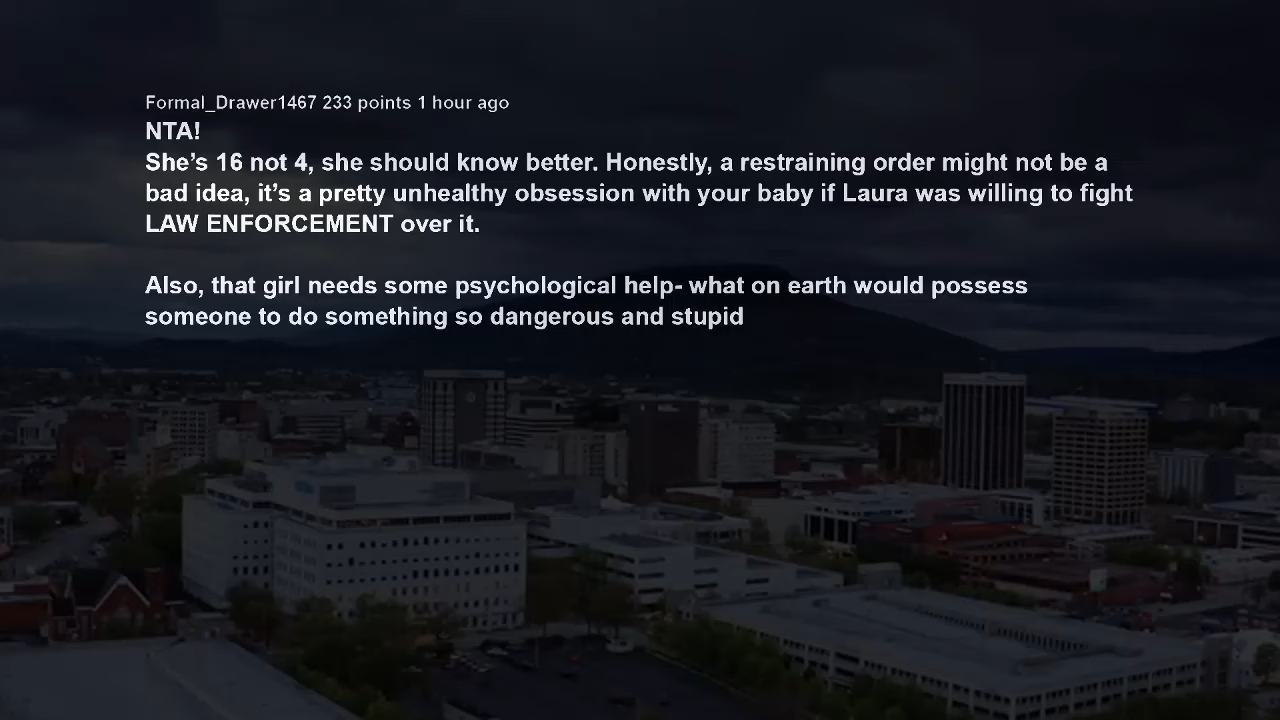 Formal_Drawer1467 233 points 1 hour ago
NTA!
She’s 16 not 4, she should know better. Honestly, a restraining order might not be a
bad idea, it’s a pretty unhealthy obsession with your baby if Laura was willing to fight
LAW ENFORCEMENT over it.
Also, that girl needs some psychological help- what on earth would possess
someone to do something so dangerous and stupid